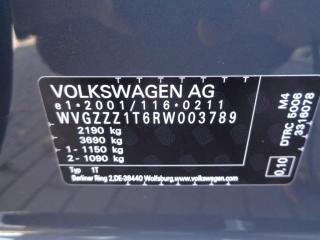 VOLKSWAGEN AG
e1*2001/116*0211
WVGZZZ1T6RW003789
2190 kg
3690 kg
1-1150 kg
2-1090 kg
Typ 1T
Berliner Ring 2,DE-38440 Wolfsburg,www.volkswagen.com
M4
DTRC 5006
3316078
0.10